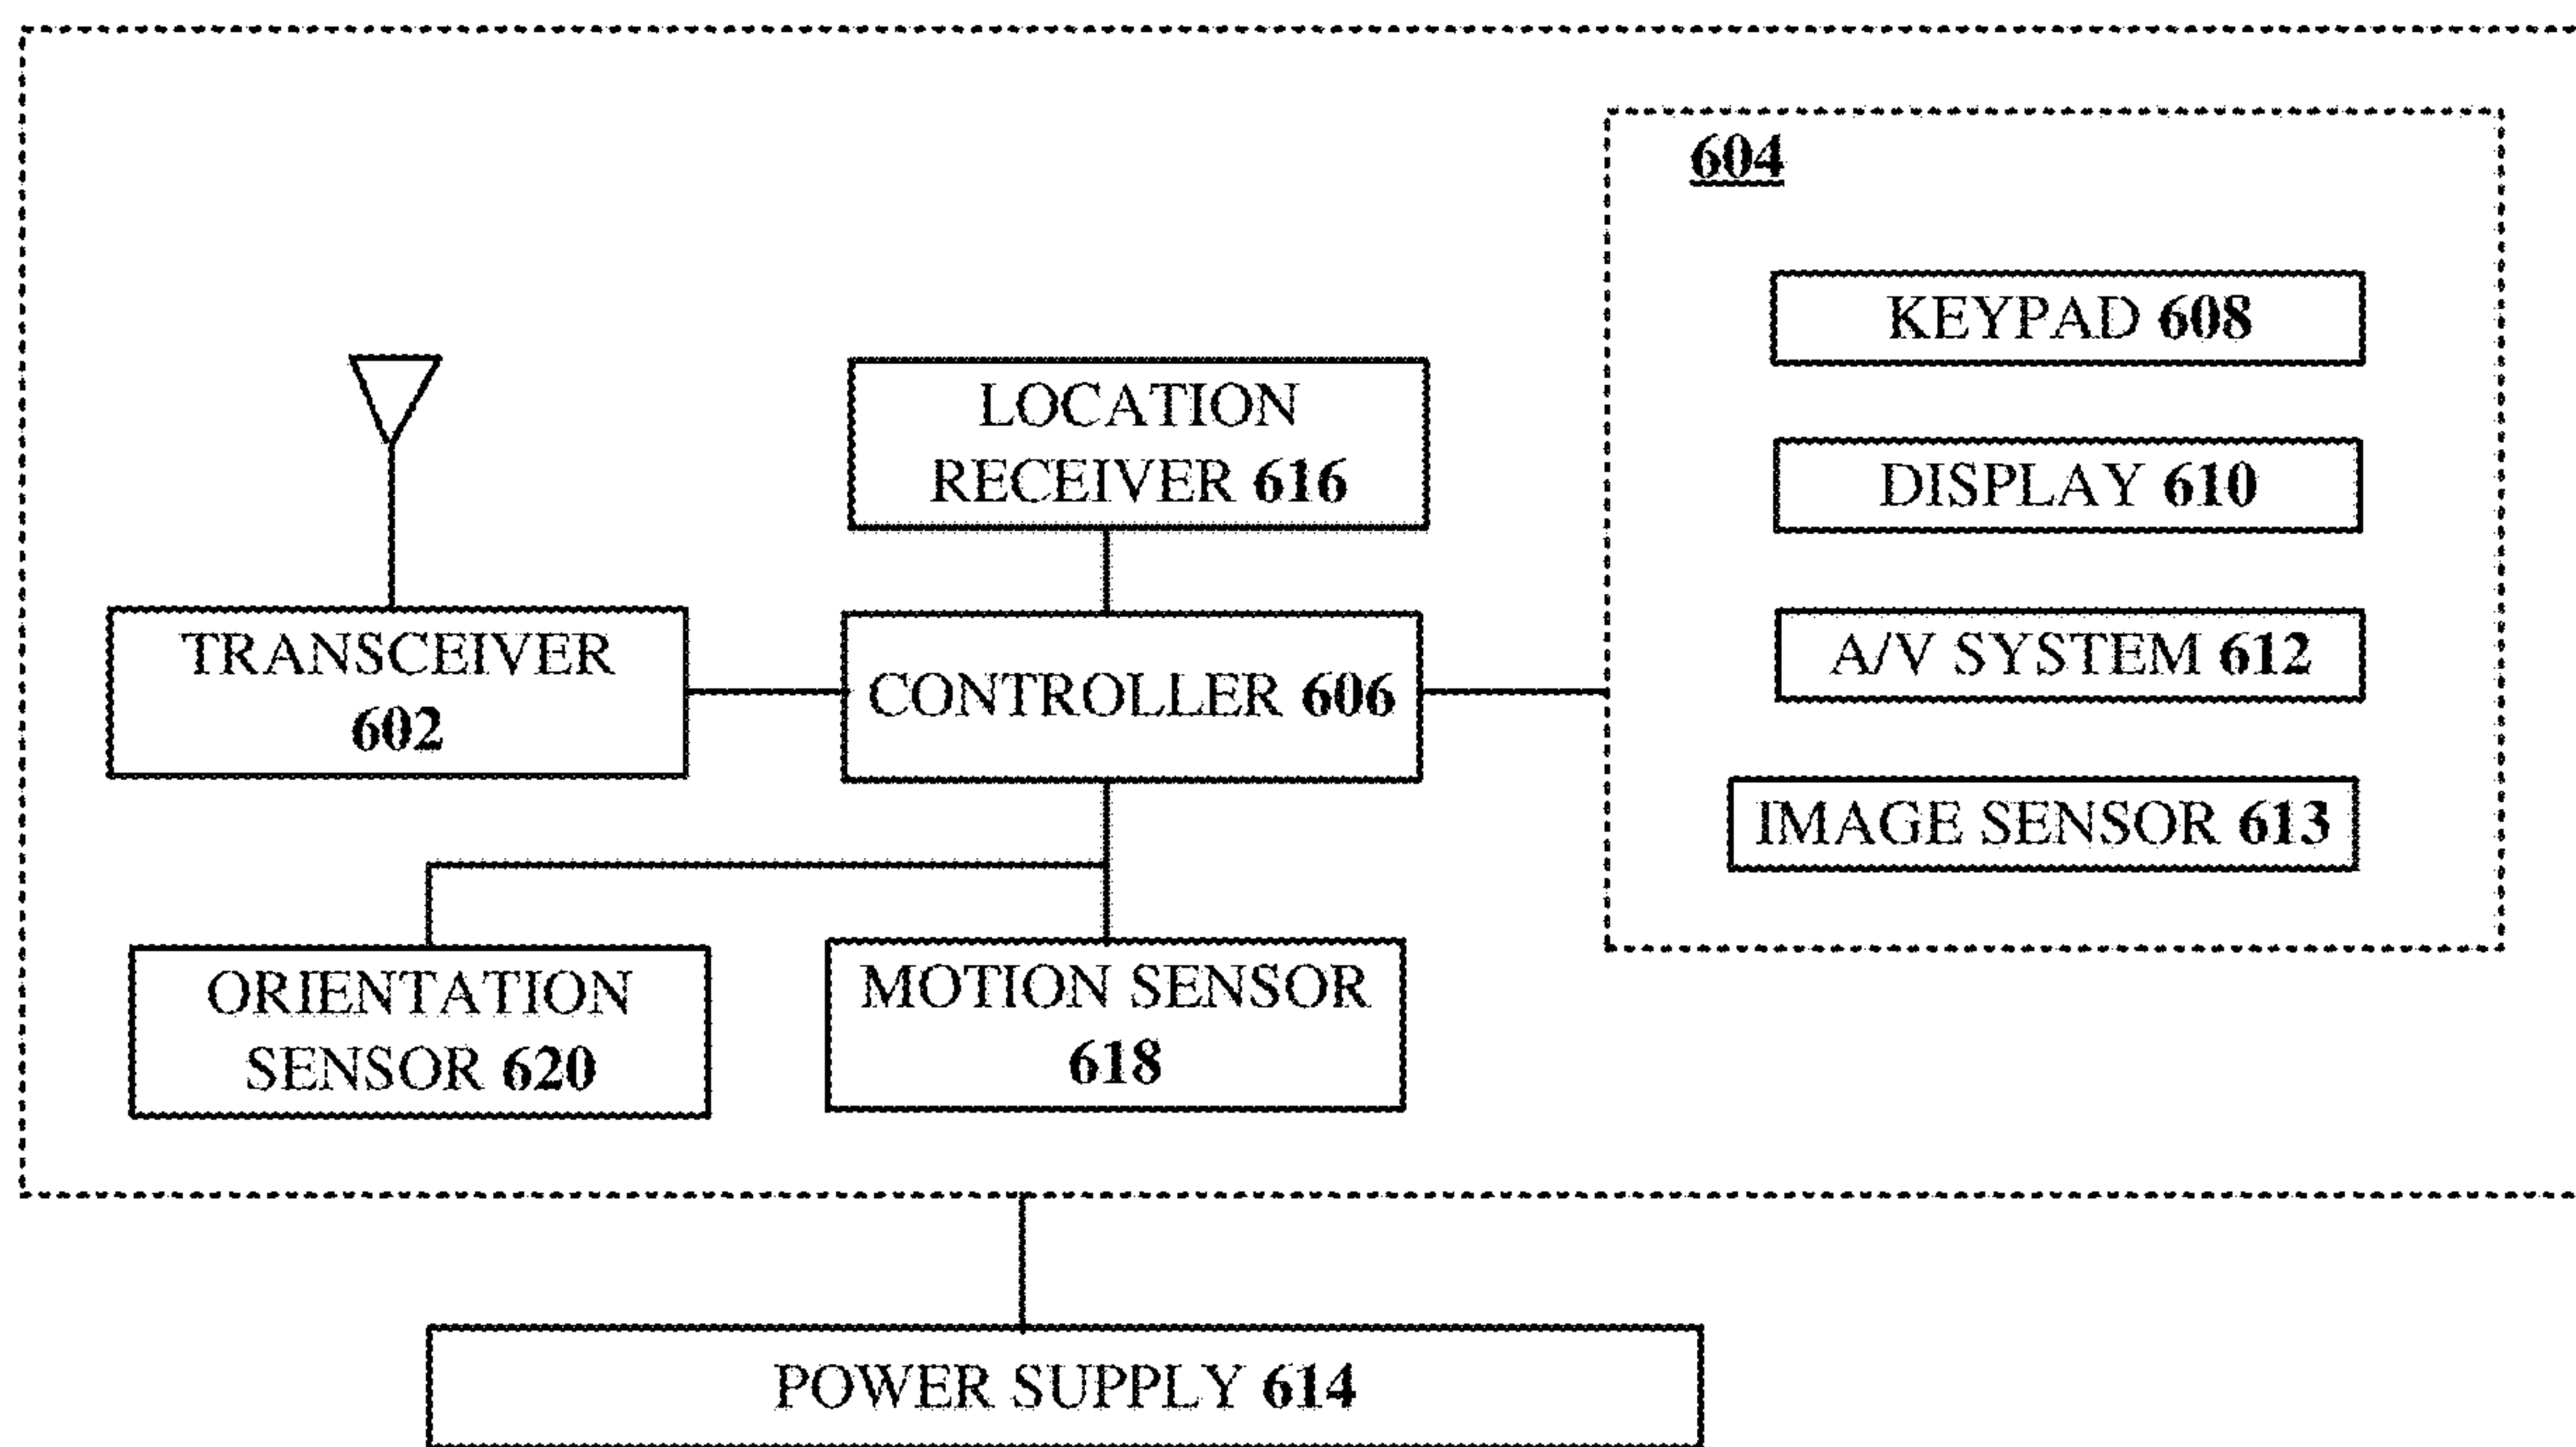 604
KEYPAD 608
LOCATION
RECEIVER 616
DISPLAY 610
TRANSCEIVER
602
CONTROLLER 606
A/V SYSTEM 612
IMAGE SENSOR 613
ORIENTATION
SENSOR 620
MOTION SENSOR
618
POWER SUPPLY 614